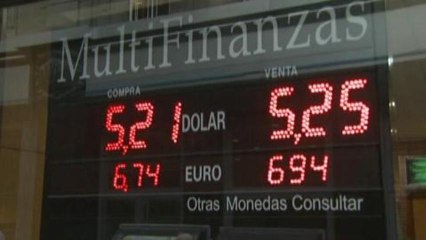 MultiFinanzas
COMPRA VENTA
5,21 DOLAR 5,25
6,74 EURO 694
Otras Monedas Consultar